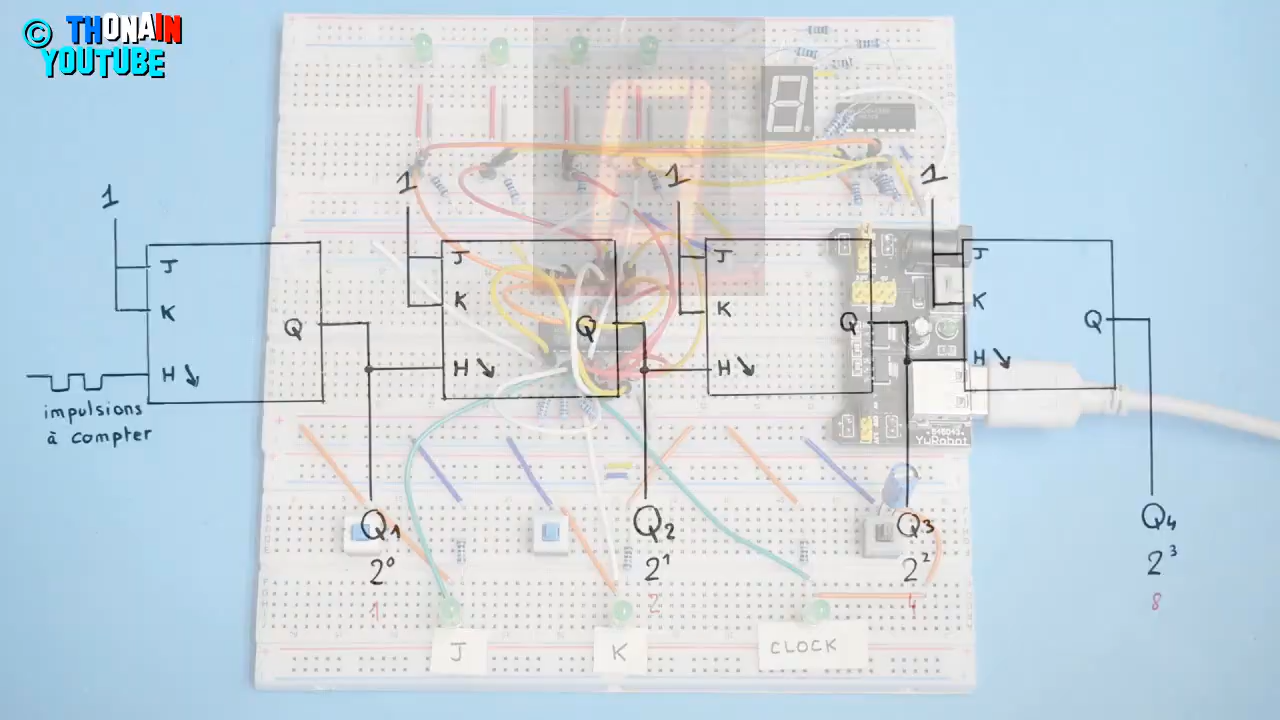 © THONAIN
YOUTUBE
1
1
1
1
J
K
Q
H
J
K
Q
H
J
K
Q
H
J
K
Q
H
impulsions
à compter
Q1
2⁰
1
Q2
2¹
2
Q3
2²
4
Q4
2³
8
YuRobot
J
K
CLOCK